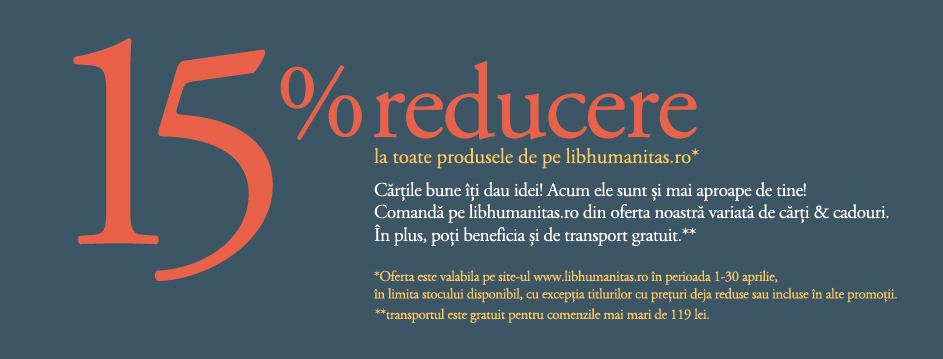 15% reducere
la toate produsele de pe libhumanitas.ro*
Cărțile bune îți dau idei! Acum ele sunt și mai aproape de tine!
Comandă pe libhumanitas.ro din oferta noastră variată de cărți & cadouri.
În plus, poți beneficia și de transport gratuit.**
*Oferta este valabila pe site-ul www.libhumanitas.ro în perioada 1-30 aprilie,
în limita stocului disponibil, cu excepția titlurilor cu prețuri deja reduse sau incluse în alte promoții.
**transportul este gratuit pentru comenzile mai mari de 119 lei.